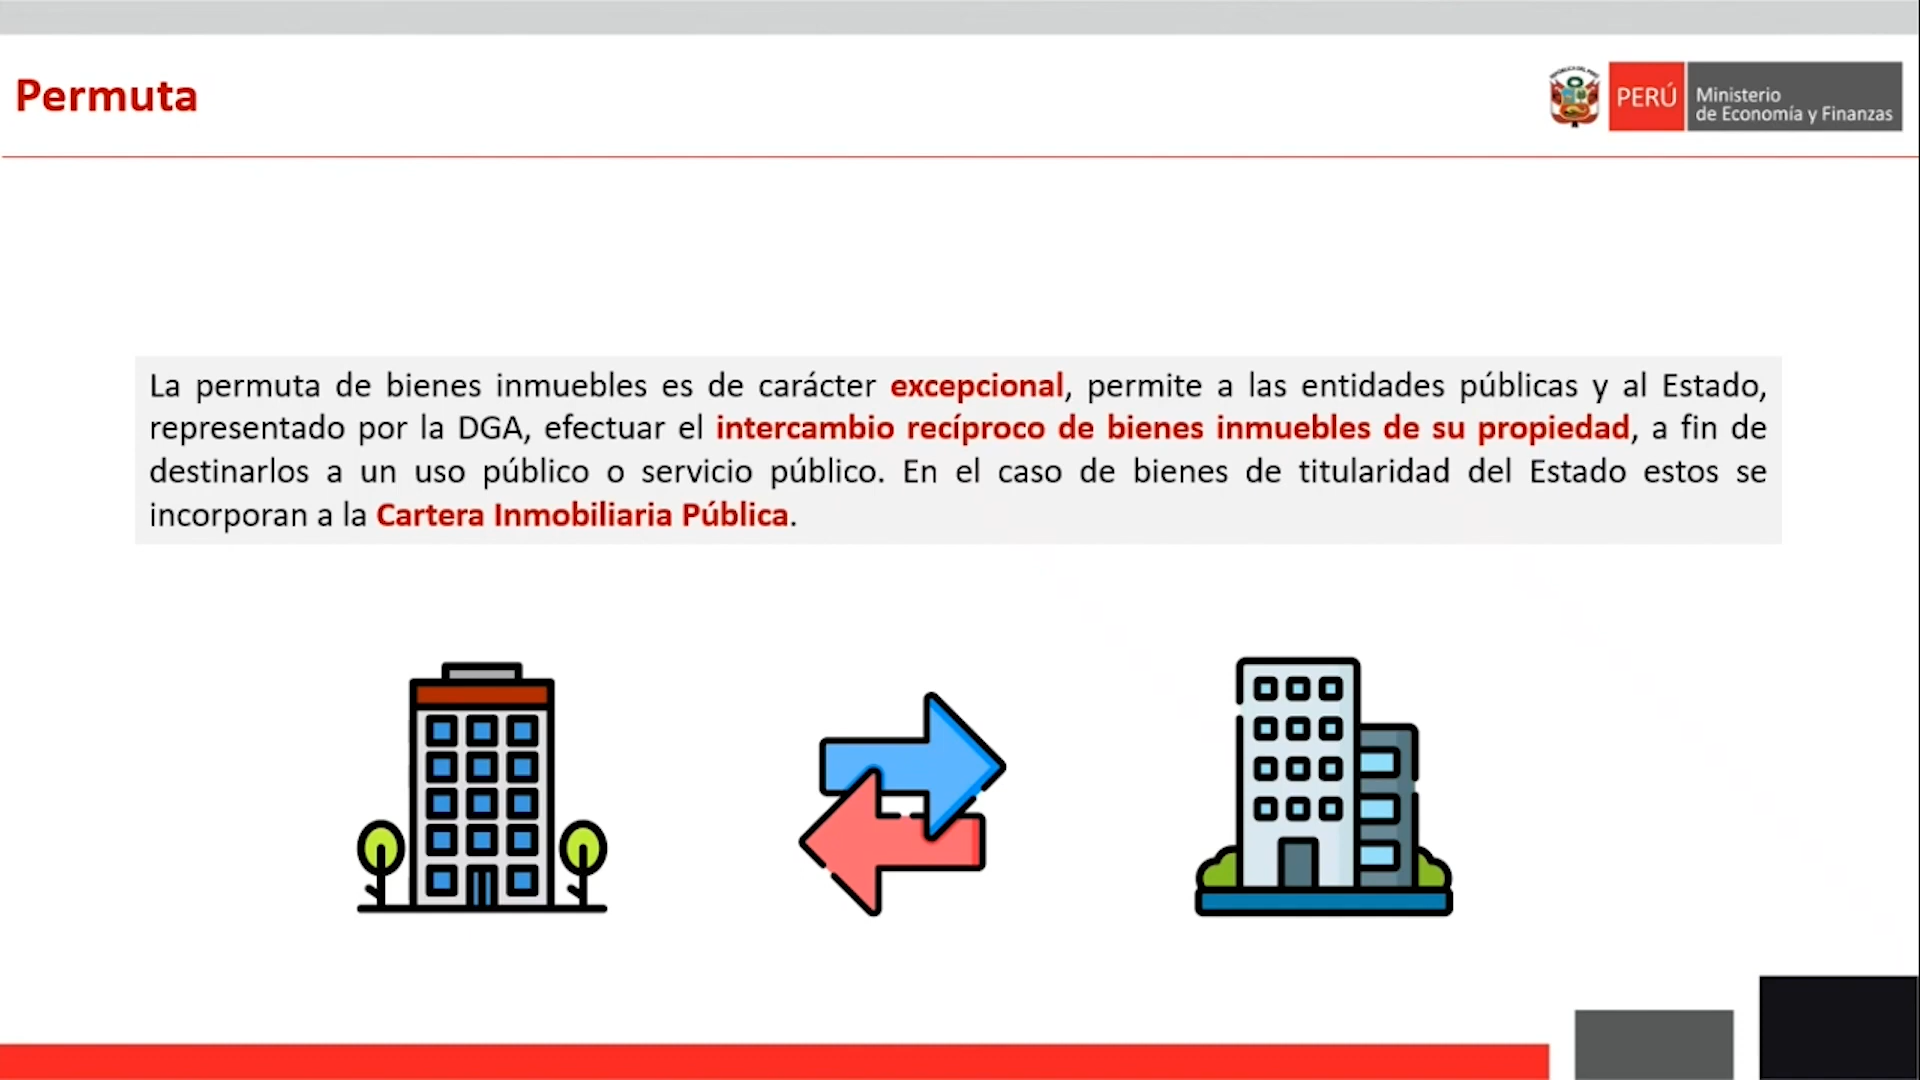 Permuta
PERÚ
Ministerio
de Economía y Finanzas
La permuta de bienes inmuebles es de carácter excepcional, permite a las entidades públicas y al Estado,
representado por la DGA, efectuar el intercambio recíproco de bienes inmuebles de su propiedad, a fin de
destinarlos a un uso público o servicio público. En el caso de bienes de titularidad del Estado estos se
incorporan a la Cartera Inmobiliaria Pública.